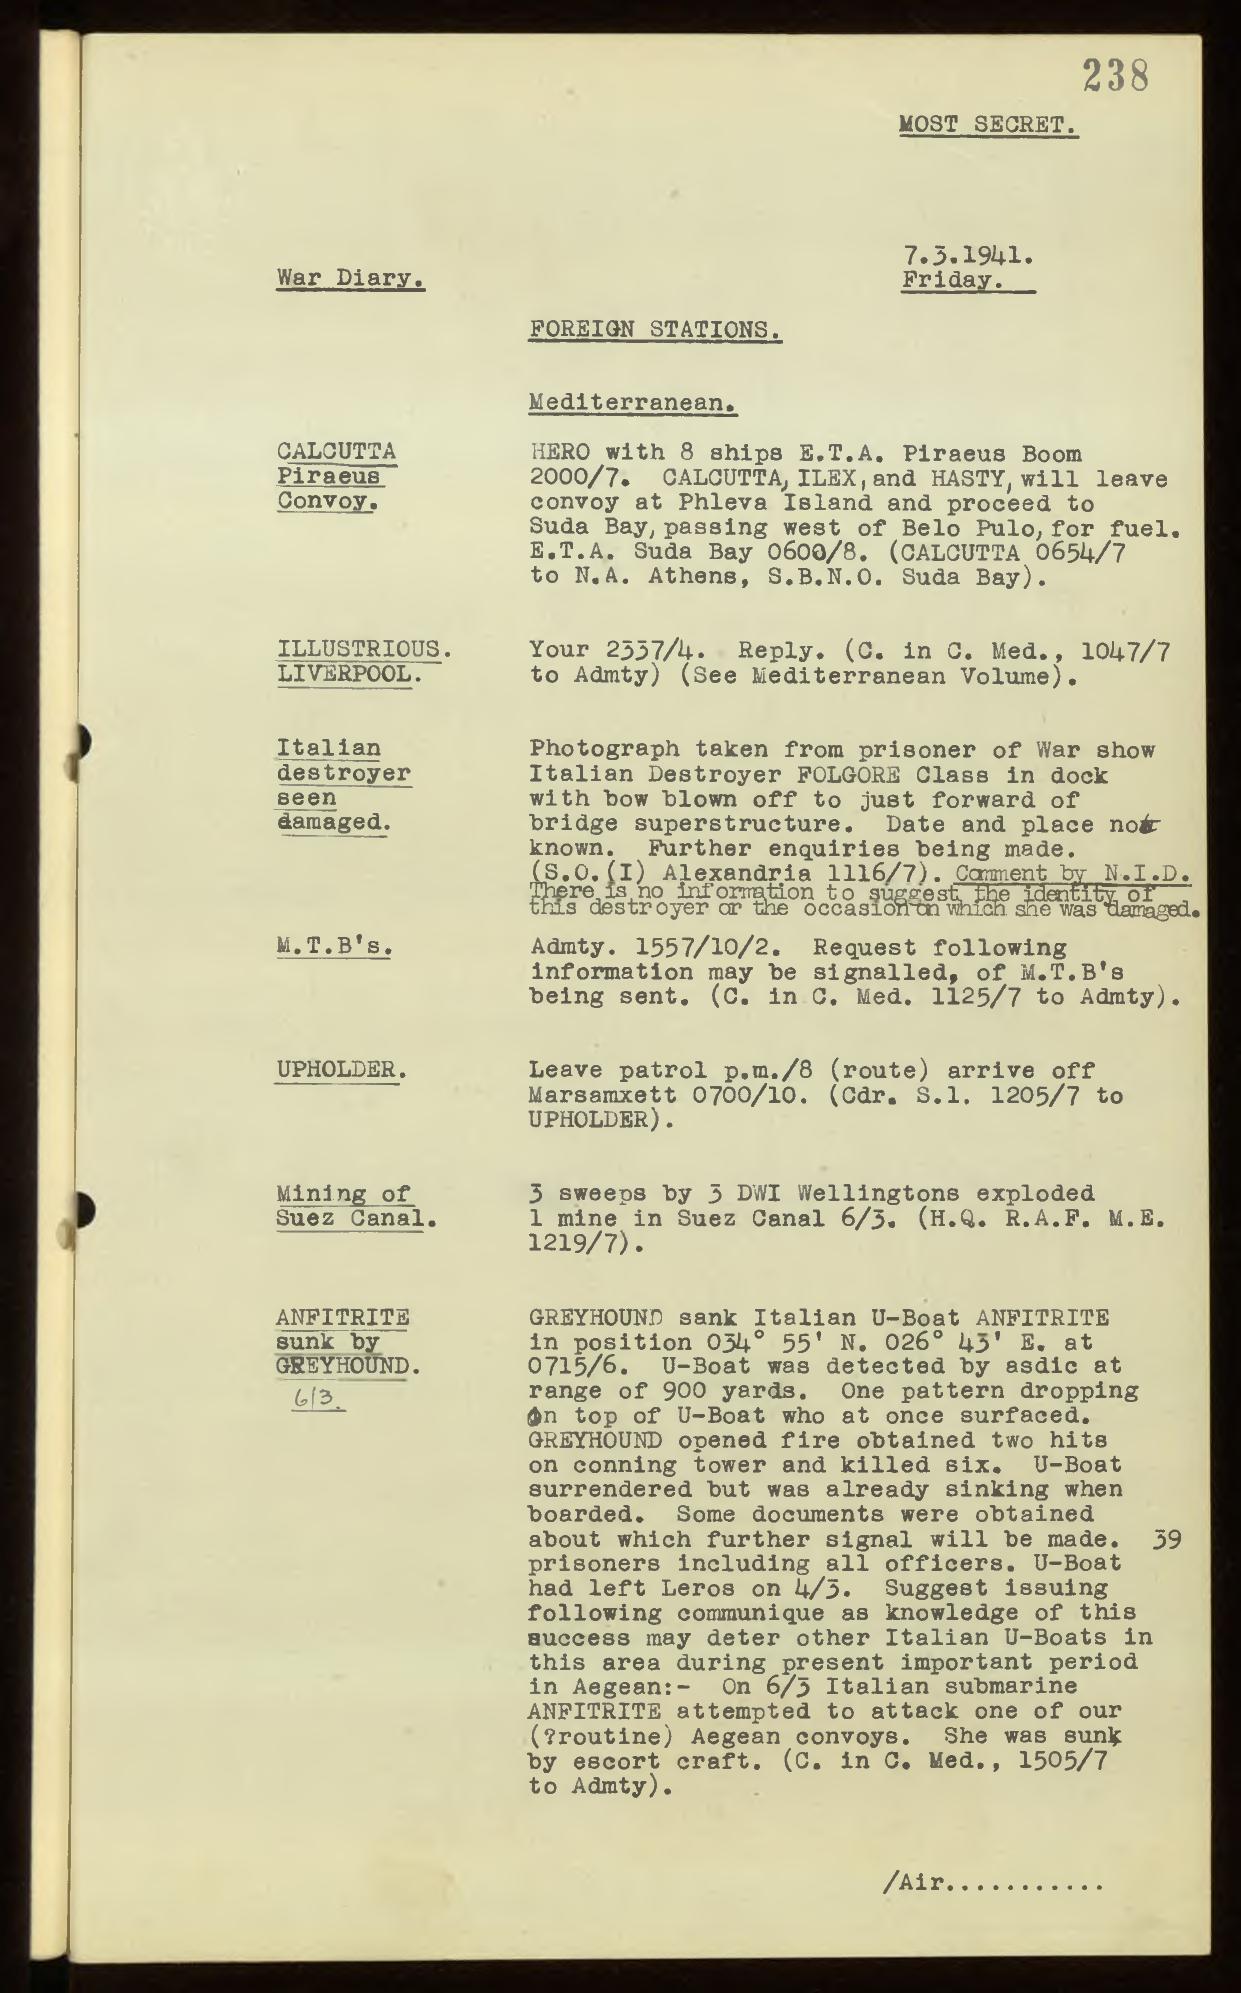 238
MOST SECRET.
7.3.1941.
War Diary.
Friday.
FOREIGN STATIONS.
Mediterranean.
CALCUTTA
Piraeus
Convoy.
HERO with 8 ships E.T.A. Piraeus Boom
2000/7. CALCUTTA, ILEX, and HASTY, will leave
convoy at Phleva Island and proceed to
Suda Bay, passing west of Belo Pulo, for fuel.
E.T.A. Suda Bay 0600/8. (CALCUTTA 0654/7
to N.A. Athens, S.B.N.O. Suda Bay).
ILLUSTRIOUS.
LIVERPOOL.
Your 2337/4. Reply. (C. in C. Med., 1047/7
to Admty) (See Mediterranean Volume).
Italian
destroyer
seen
damaged.
Photograph taken from prisoner of War show
Italian Destroyer FOLGORE Class in dock
with bow blown off to just forward of
bridge superstructure. Date and place not
known. Further enquiries being made.
(S.O.(I) Alexandria 1116/7). Comment by N.I.D.
There is no information to suggest the identity of
this destroyer or the occasion on which she was damaged.
M.T.B's.
Admty. 1557/10/2. Request following
information may be signalled, of M.T.B's
being sent. (C. in C. Med. 1125/7 to Admty).
UPHOLDER.
Leave patrol p.m./8 (route) arrive off
Marsamxett 0700/10. (Cdr. S.1. 1205/7 to
UPHOLDER).
Mining of
Suez Canal.
3 sweeps by 3 DWI Wellingtons exploded
1 mine in Suez Canal 6/3. (H.Q. R.A.F. M.E.
1219/7).
ANFITRITE
sunk by
GREYHOUND.
6/3.
GREYHOUND sank Italian U-Boat ANFITRITE
in position 034° 55' N. 026° 43' E. at
0715/6. U-Boat was detected by asdic at
range of 900 yards. One pattern dropping
on top of U-Boat who at once surfaced.
GREYHOUND opened fire obtained two hits
on conning tower and killed six. U-Boat
surrendered but was already sinking when
boarded. Some documents were obtained
about which further signal will be made. 39
prisoners including all officers. U-Boat
had left Leros on 4/3. Suggest issuing
following communique as knowledge of this
success may deter other Italian U-Boats in
this area during present important period
in Aegean:- On 6/3 Italian submarine
ANFITRITE attempted to attack one of our
(?routine) Aegean convoys. She was sunk
by escort craft. (C. in C. Med., 1505/7
to Admty).
/Air...........